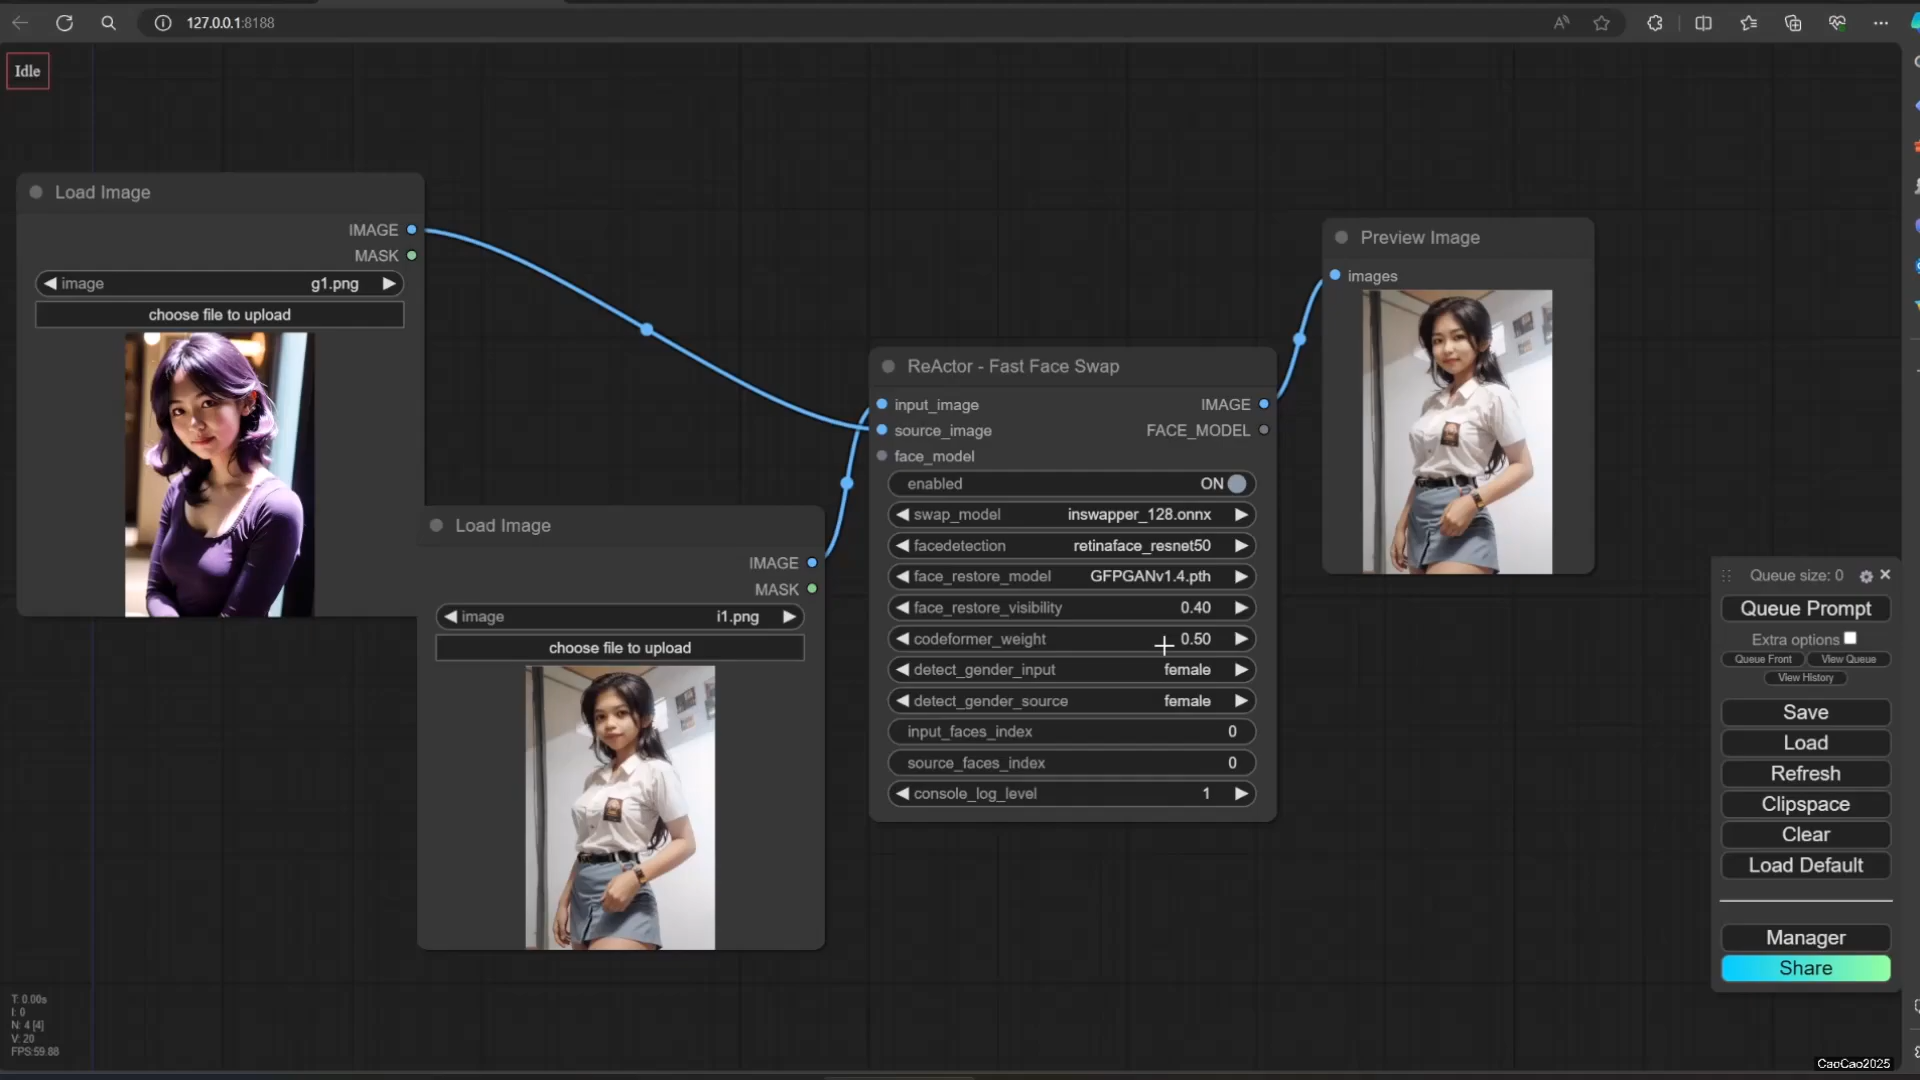 127.0.0.1:8188
Idle
Load Image
IMAGE
MASK
image g1.png
choose file to upload
Load Image
IMAGE
MASK
image i1.png
choose file to upload
ReActor - Fast Face Swap
input_image IMAGE
source_image FACE_MODEL
face_model
enabled ON
swap_model inswapper_128.onnx
facedetection retinaface_resnet50
face_restore_model GFPGANv1.4.pth
face_restore_visibility 0.40
codeformer_weight 0.50
detect_gender_input female
detect_gender_source female
input_faces_index 0
source_faces_index 0
console_log_level 1
Preview Image
images
Queue size: 0
Queue Prompt
Extra options
Queue Front View Queue
View History
Save
Load
Refresh
Clipspace
Clear
Load Default
Manager
Share
T: 0.00s
I: 0
N: 4 [4]
V: 20
FPS:59.88
CaoCao2025